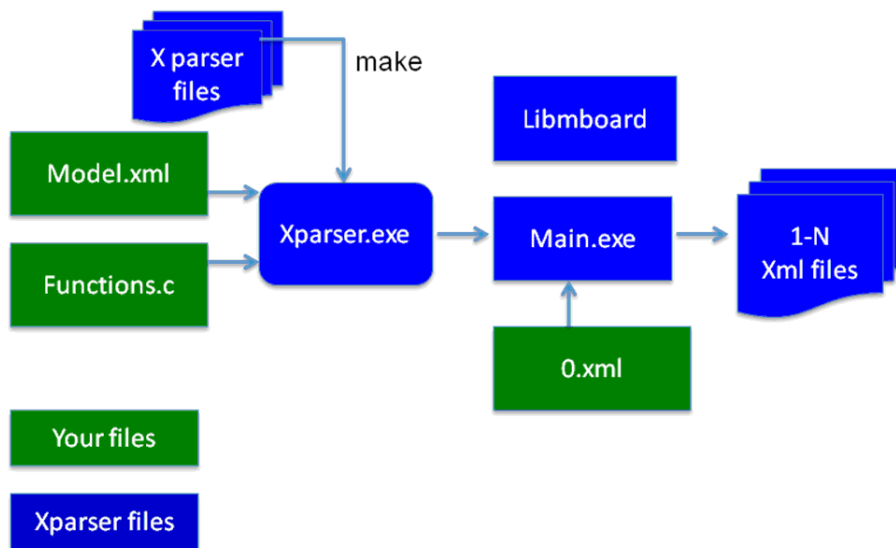 X parser
files
make
Libmboard
Model.xml
Xparser.exe
Main.exe
1-N
Xml files
Functions.c
0.xml
Your files
Xparser files